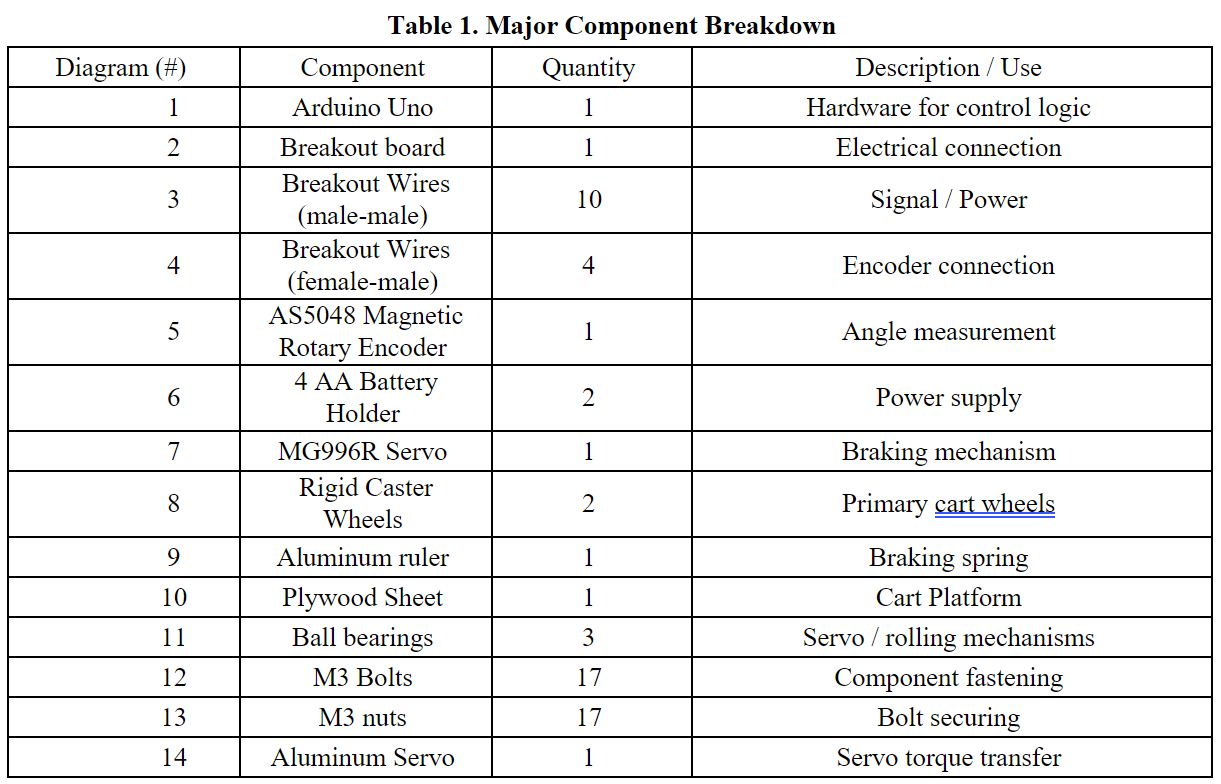 Table 1. Major Component Breakdown
Diagram (#) Component Quantity Description / Use
1 Arduino Uno 1 Hardware for control logic
2 Breakout board 1 Electrical connection
3 Breakout Wires (male-male) 10 Signal / Power
4 Breakout Wires (female-male) 4 Encoder connection
5 AS5048 Magnetic Rotary Encoder 1 Angle measurement
6 4 AA Battery Holder 2 Power supply
7 MG996R Servo 1 Braking mechanism
8 Rigid Caster Wheels 2 Primary cart wheels
9 Aluminum ruler 1 Braking spring
10 Plywood Sheet 1 Cart Platform
11 Ball bearings 3 Servo / rolling mechanisms
12 M3 Bolts 17 Component fastening
13 M3 nuts 17 Bolt securing
14 Aluminum Servo 1 Servo torque transfer